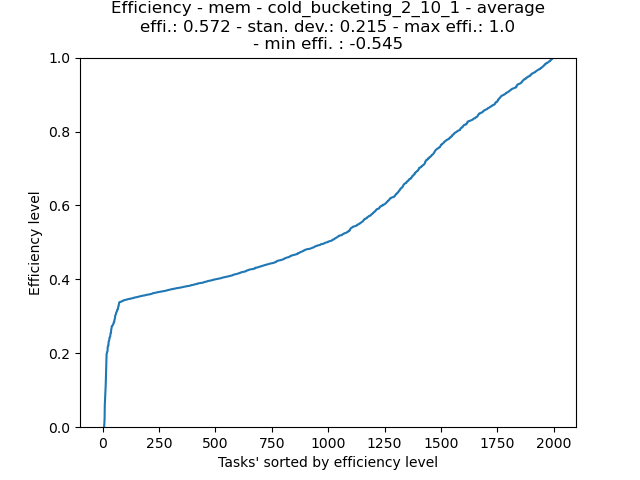 Efficiency - mem - cold_bucketing_2_10_1 - average
effi.: 0.572 - stan. dev.: 0.215 - max effi.: 1.0
- min effi. : -0.545
1.0
0.8
0.6
0.4
0.2
0.0
Efficiency level
0 250 500 750 1000 1250 1500 1750 2000
Tasks' sorted by efficiency level